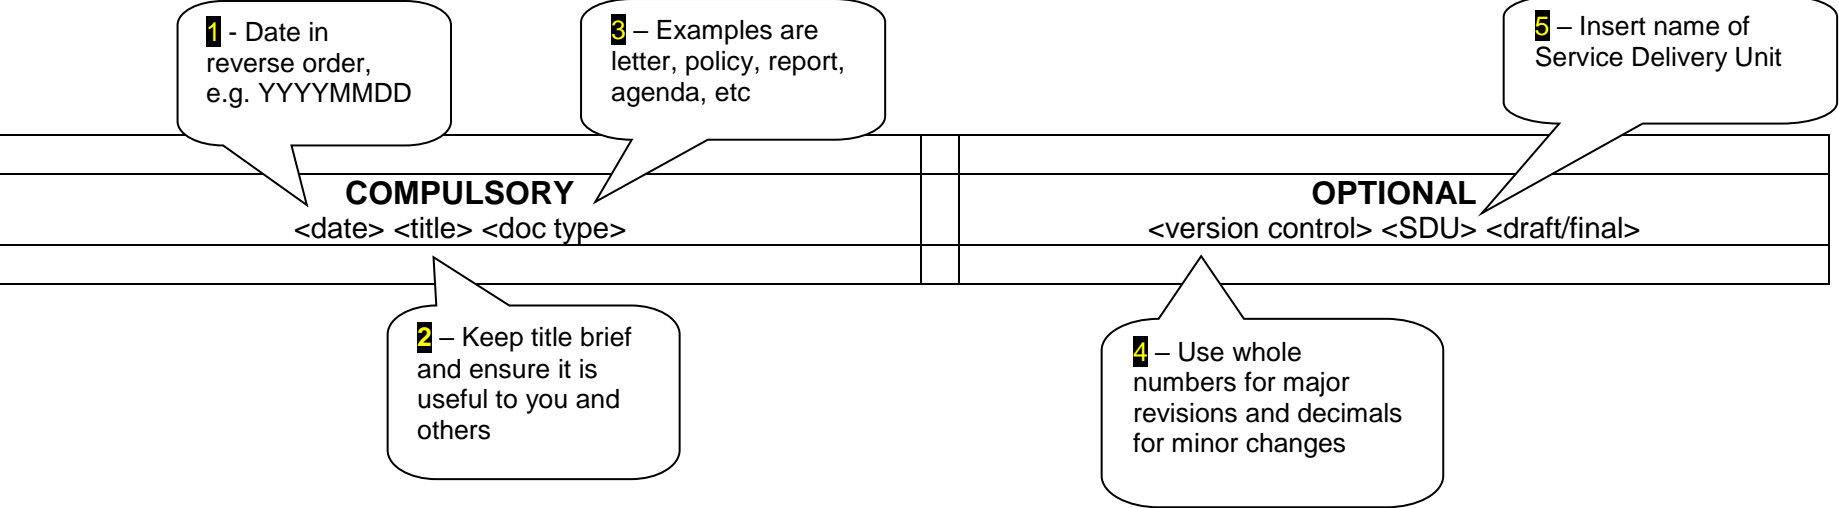 1 - Date in
reverse order,
e.g. YYYYMMDD
3 – Examples are
letter, policy, report,
agenda, etc
5 – Insert name of
Service Delivery Unit
COMPULSORY
<date> <title> <doc type>
OPTIONAL
<version control> <SDU> <draft/final>
2 – Keep title brief
and ensure it is
useful to you and
others
4 – Use whole
numbers for major
revisions and decimals
for minor changes